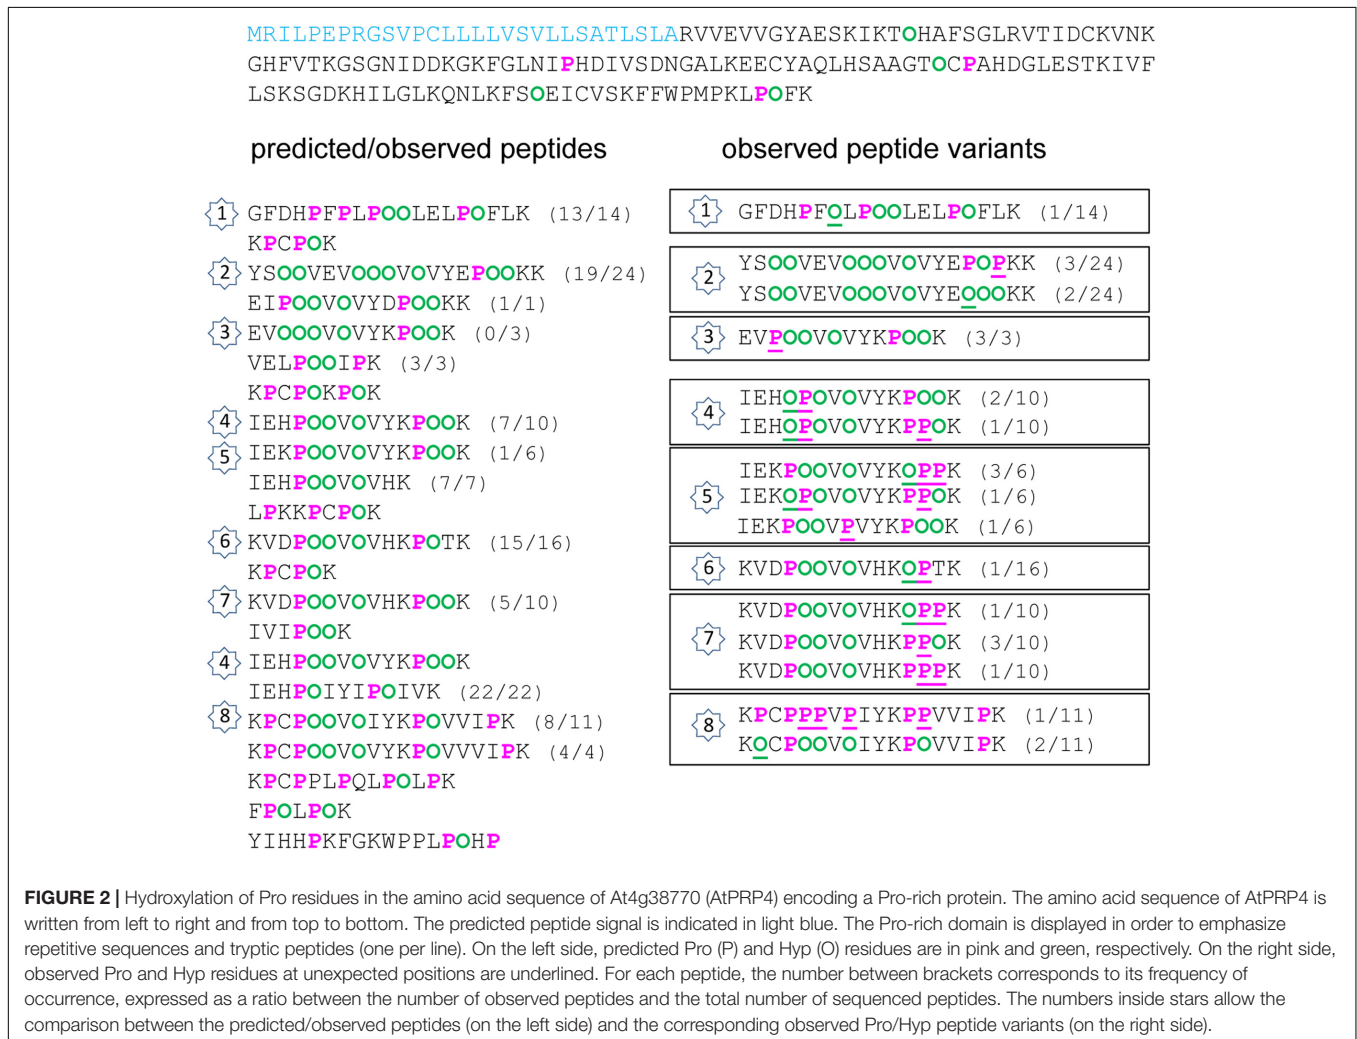 MRILPEPRGSVPCLLLLVSVLLSATLSLARVVEVVGYAESKIKTOHAFSGLRVTIDCKVNK
GHFVTKGSGNIDDKGKFGLNIPHDIVSDNGALKEECYAQLHSAAGTOCPAHDGLESTKIVF
LSKSGDKHILGLKQNLKFSOEICVSKFFWPMPKLPOFK
predicted/observed peptides
1 GFDHPFPLPOOLELPOFLK (13/14)
KPCPOK
2 YSOOVEVOOOVOVYEPOOKK (19/24)
EIPOOVOVYDPOOKK (1/1)
3 EVOOOVOVYKPOOK (0/3)
VELPOOIPK (3/3)
KPCPOKPOK
4 IEHPOOVOVYKPOOK (7/10)
5 IEKPOOVOVYKPOOK (1/6)
IEHPOOVOVHK (7/7)
LPKKPCPOK
6 KVDPOOVOVHKPOTK (15/16)
KPCPOK
7 KVDPOOVOVHKPOOK (5/10)
IVIPOOK
4 IEHPOOVOVYKPOOK
IEHPOIYIPOIVK (22/22)
8 KPCPOOVOIYKPOVVIPK (8/11)
KPCPOOVOVYKPOVVVIPK (4/4)
KPCPPLPQLPOLPK
FPOLPOK
YIHHPKFGKWPPLPOHP
observed peptide variants
1 GFDHPFOLPOOLELPOFLK (1/14)
2 YSOOVEVOOOVOVYEPOPKK (3/24)
YSOOVEVOOOVOVYEOOOKK (2/24)
3 EVPOOVOVYKPOOK (3/3)
4 IEHOPOVOVYKPOOK (2/10)
IEHOPOVOVYKPPOK (1/10)
5 IEKPOOVOVYKOPPK (3/6)
IEKOPOVOVYKPPOK (1/6)
IEKPOOVPVYKPOOK (1/6)
6 KVDPOOVOVHKOPTK (1/16)
7 KVDPOOVOVHKOPPK (1/10)
KVDPOOVOVHKPPOK (3/10)
KVDPOOVOVHKPPPK (1/10)
8 KPCPPPVPIYKPPVVIPK (1/11)
KOCPOOVOIYKPOVVIPK (2/11)
FIGURE 2 | Hydroxylation of Pro residues in the amino acid sequence of At4g38770 (AtPRP4) encoding a Pro-rich protein. The amino acid sequence of AtPRP4 is
written from left to right and from top to bottom. The predicted peptide signal is indicated in light blue. The Pro-rich domain is displayed in order to emphasize
repetitive sequences and tryptic peptides (one per line). On the left side, predicted Pro (P) and Hyp (O) residues are in pink and green, respectively. On the right side,
observed Pro and Hyp residues at unexpected positions are underlined. For each peptide, the number between brackets corresponds to its frequency of
occurrence, expressed as a ratio between the number of observed peptides and the total number of sequenced peptides. The numbers inside stars allow the
comparison between the predicted/observed peptides (on the left side) and the corresponding observed Pro/Hyp peptide variants (on the right side).